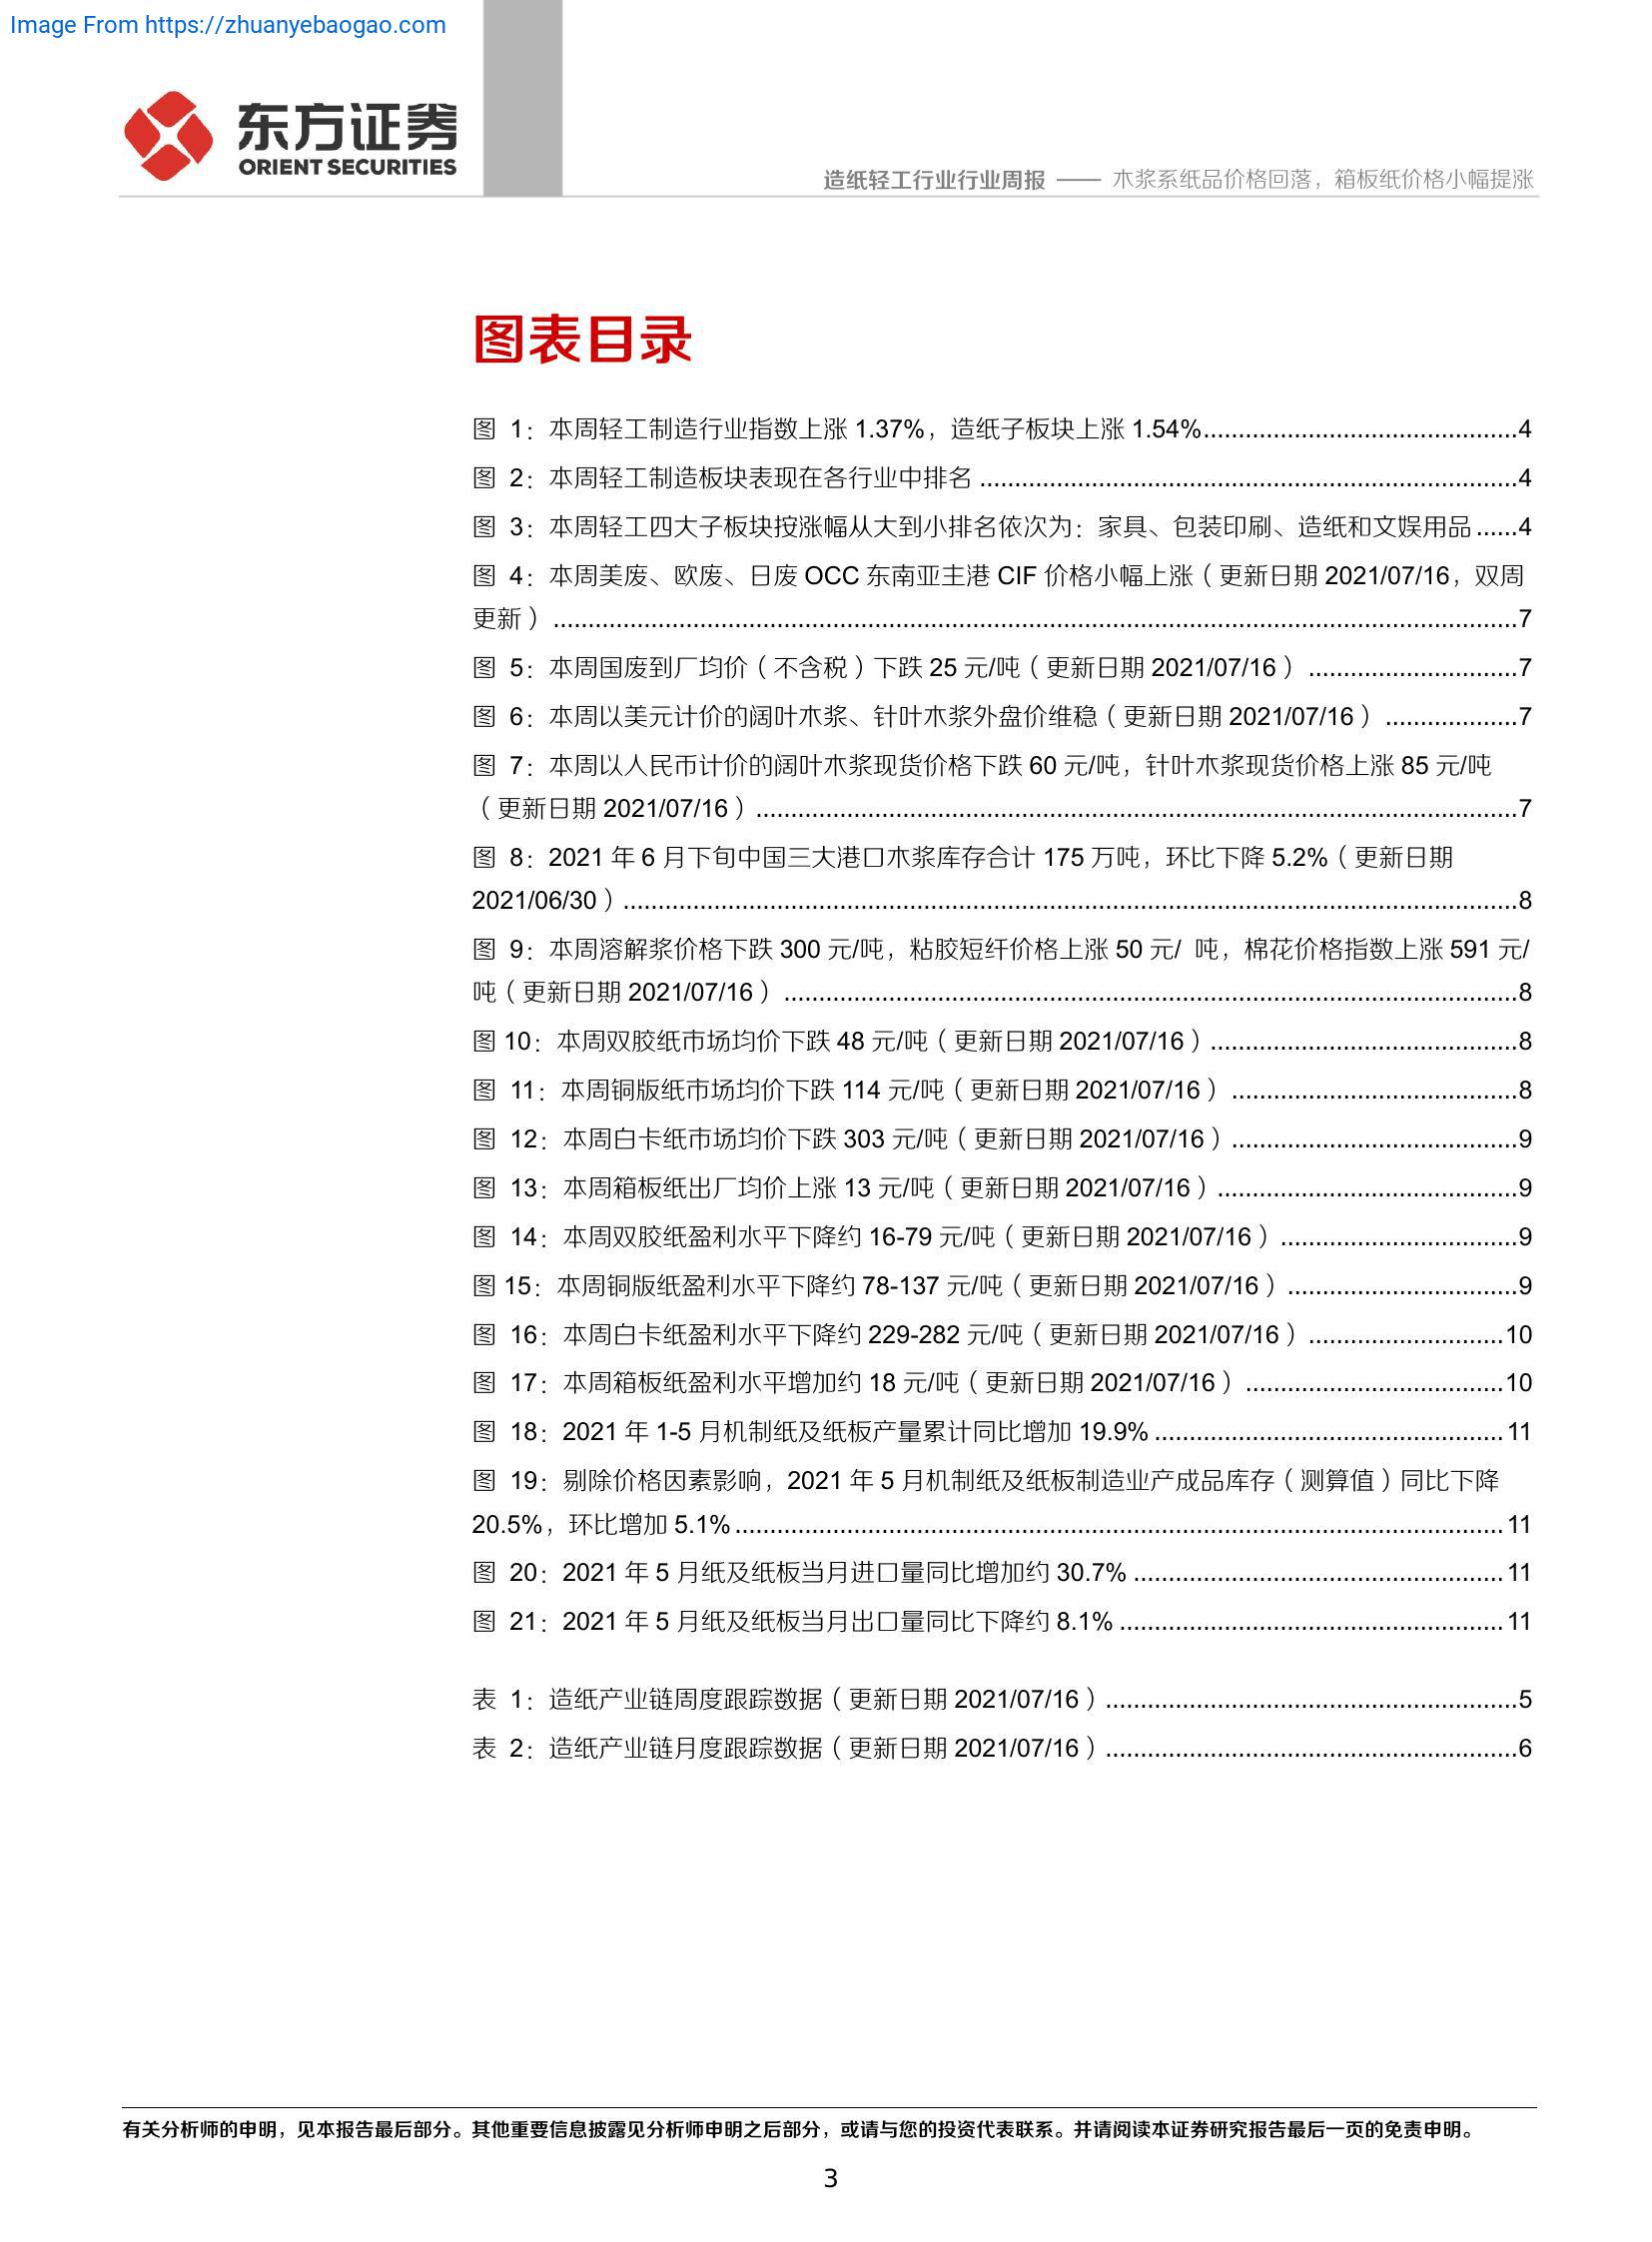 Image From https://zhuanyebaogao.com
东方证券
ORIENT SECURITIES
造纸轻工行业行业周报 —— 木浆系纸品价格回落，箱板纸价格小幅提涨
图表目录
图 1：本周轻工制造行业指数上涨 1.37%，造纸子板块上涨 1.54%.............................................4
图 2：本周轻工制造板块表现在各行业中排名 .............................................................................4
图 3：本周轻工四大子板块按涨幅从大到小排名依次为：家具、包装印刷、造纸和文娱用品 ......4
图 4：本周美废、欧废、日废 OCC 东南亚主港 CIF 价格小幅上涨（更新日期 2021/07/16，双周
更新） ..........................................................................................................................................7
图 5：本周国废到厂均价（不含税）下跌 25 元/吨（更新日期 2021/07/16） ..............................7
图 6：本周以美元计价的阔叶木浆、针叶木浆外盘价维稳（更新日期 2021/07/16） ...................7
图 7：本周以人民币计价的阔叶木浆现货价格下跌 60 元/吨，针叶木浆现货价格上涨 85 元/吨
（更新日期 2021/07/16）.............................................................................................................7
图 8：2021 年 6 月下旬中国三大港口木浆库存合计 175 万吨，环比下降 5.2%（更新日期
2021/06/30）................................................................................................................................8
图 9：本周溶解浆价格下跌 300 元/吨，粘胶短纤价格上涨 50 元/ 吨，棉花价格指数上涨 591 元/
吨（更新日期 2021/07/16） .........................................................................................................8
图 10：本周双胶纸市场均价下跌 48 元/吨（更新日期 2021/07/16）............................................8
图 11：本周铜版纸市场均价下跌 114 元/吨（更新日期 2021/07/16） .........................................8
图 12：本周白卡纸市场均价下跌 303 元/吨（更新日期 2021/07/16）.........................................9
图 13：本周箱板纸出厂均价上涨 13 元/吨（更新日期 2021/07/16）...........................................9
图 14：本周双胶纸盈利水平下降约 16-79 元/吨（更新日期 2021/07/16） ..................................9
图 15：本周铜版纸盈利水平下降约 78-137 元/吨（更新日期 2021/07/16） .................................9
图 16：本周白卡纸盈利水平下降约 229-282 元/吨（更新日期 2021/07/16） ............................10
图 17：本周箱板纸盈利水平增加约 18 元/吨（更新日期 2021/07/16） .....................................10
图 18：2021 年 1-5 月机制纸及纸板产量累计同比增加 19.9% ..................................................11
图 19：剔除价格因素影响，2021 年 5 月机制纸及纸板制造业产成品库存（测算值）同比下降
20.5%，环比增加 5.1% ..............................................................................................................11
图 20：2021 年 5 月纸及纸板当月进口量同比增加约 30.7% .....................................................11
图 21：2021 年 5 月纸及纸板当月出口量同比下降约 8.1% .......................................................11
表 1：造纸产业链周度跟踪数据（更新日期 2021/07/16）...........................................................5
表 2：造纸产业链月度跟踪数据（更新日期 2021/07/16）...........................................................6
有关分析师的申明，见本报告最后部分。其他重要信息披露见分析师申明之后部分，或请与您的投资代表联系。并请阅读本证券研究报告最后一页的免责申明。
3